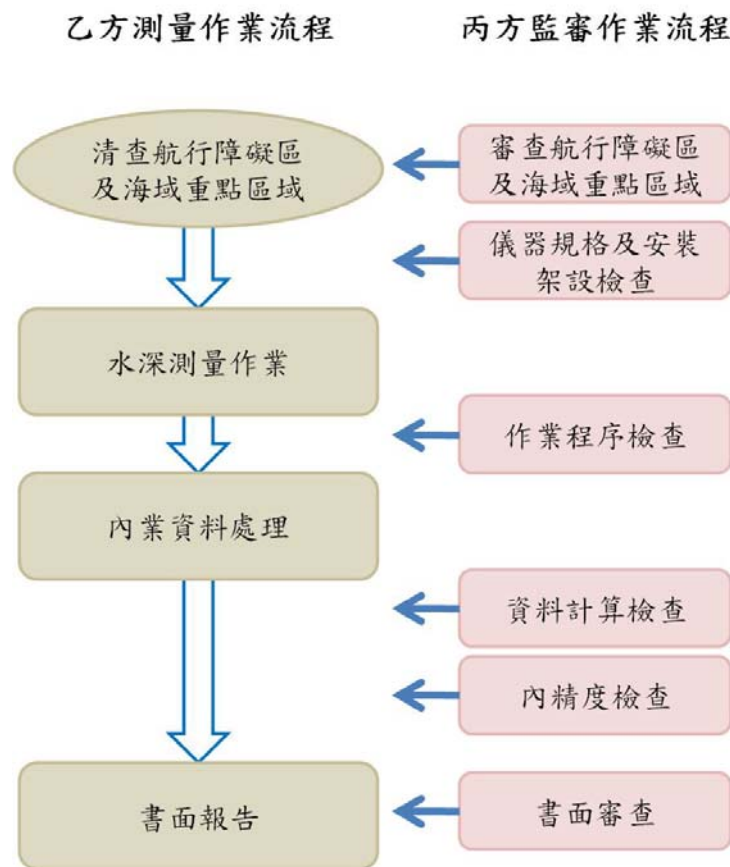 乙方測量作業流程
丙方監審作業流程
清查航行障礙區
及海域重點區域
審查航行障礙區
及海域重點區域
儀器規格及安裝
架設檢查
水深測量作業
作業程序檢查
內業資料處理
資料計算檢查
內精度檢查
書面報告
書面審查